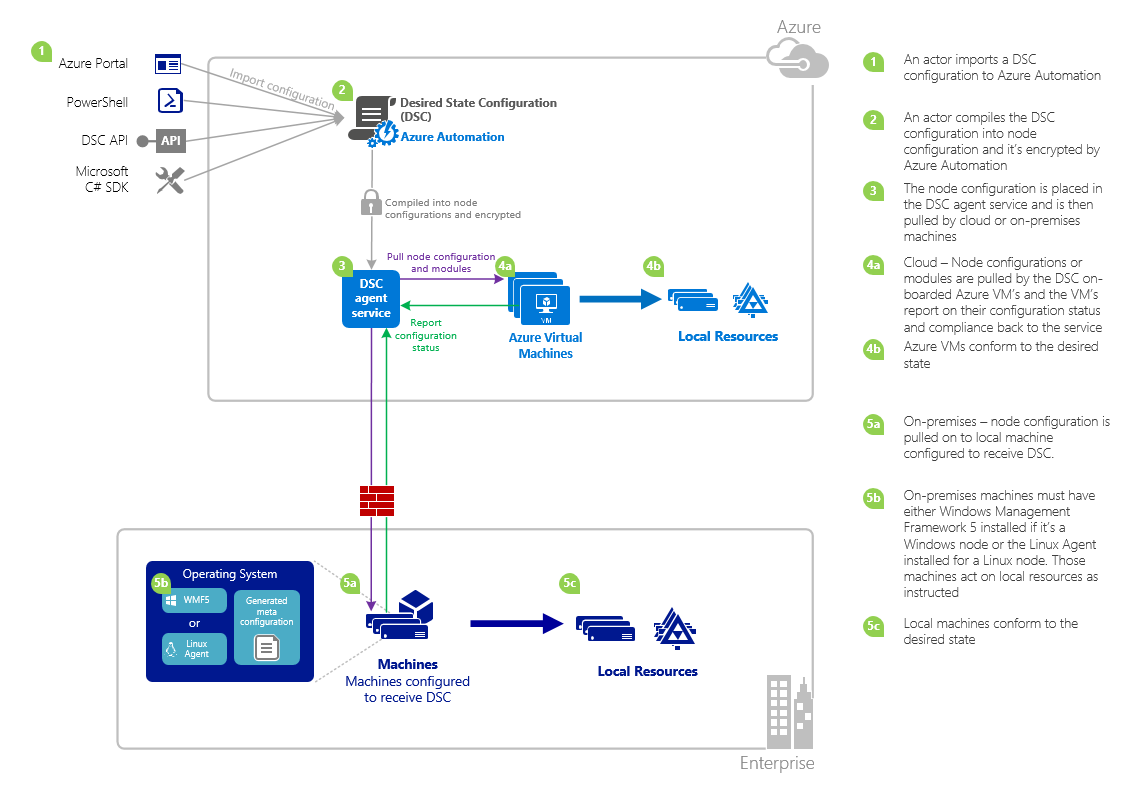 Azure
1
Azure Portal
PowerShell
DSC API
API
Microsoft
C# SDK
Import configuration
2
Desired State Configuration
(DSC)
Azure Automation
Compiled into node
configurations and encrypted
3
DSC
agent
service
Pull node configuration
and modules
Report
configuration
status
4a
VM
Azure Virtual
Machines
4b
Local Resources
5b
Operating System
WMF5
or
Linux
Agent
Generated
meta
configuration
5a
Machines
Machines configured
to receive DSC
5c
Local Resources
Enterprise
1
An actor imports a DSC
configuration to Azure Automation
2
An actor compiles the DSC
configuration into node
configuration and it’s encrypted by
Azure Automation
3
The node configuration is placed in
the DSC agent service and is then
pulled by cloud or on-premises
machines
4a
Cloud – Node configurations or
modules are pulled by the DSC on-
boarded Azure VM’s and the VM’s
report on their configuration status
and compliance back to the service
4b
Azure VMs conform to the desired
state
5a
On-premises – node configuration is
pulled on to local machine
configured to receive DSC.
5b
On-premises machines must have
either Windows Management
Framework 5 installed if it’s a
Windows node or the Linux Agent
installed for a Linux node. Those
machines act on local resources as
instructed
5c
Local machines conform to the
desired state